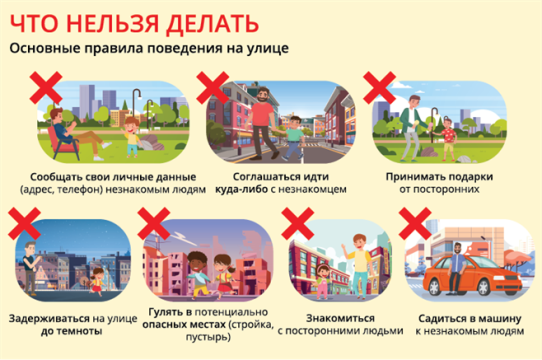 ЧТО НЕЛЬЗЯ ДЕЛАТЬ
Основные правила поведения на улице
Сообщать свои личные данные
(адрес, телефон) незнакомым людям
Соглашаться идти
куда-либо с незнакомцем
Принимать подарки
от посторонних
Задерживаться на улице
до темноты
Гулять в потенциально
опасных местах (стройка,
пустырь)
Знакомиться
с посторонними людьми
Садиться в машину
к незнакомым людям